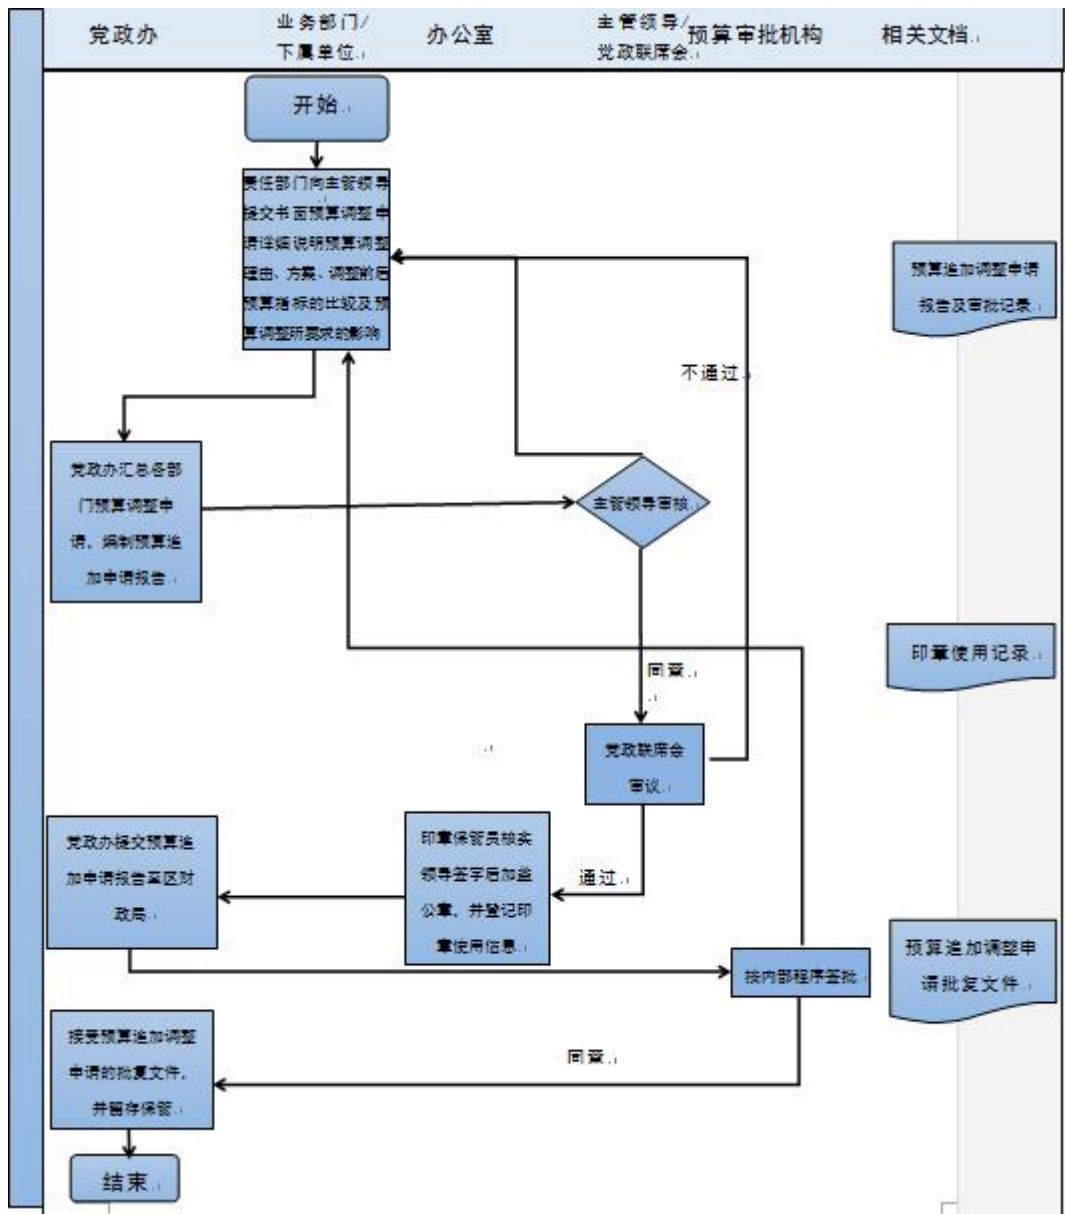 党政办
业务部门/
下属单位
办公室
主管领导/
党政联席会
预算审批机构
相关文档
开始
责任部门向主管领导
提交书面预算调整申
请详细说明预算调整
理由、方案、调整前后
预算指标的比较及预
算调整所要求的影响
预算追加调整申请
报告及审批记录
不通过
党政办汇总各部
门预算调整申
请，编制预算追
加申请报告
主管领导审核
印章使用记录
同意
党政联席会
审议
党政办提交预算追
加申请报告至区财
政局
印章保管员核实
领导签字后加盖
公章，并登记印
章使用信息
通过
按内部程序签批
预算追加调整申
请批复文件
接受预算追加调整
申请的批复文件，
并留存保管
同意
结束